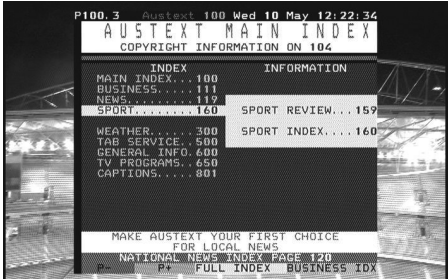 P100.3 Austext 100 Wed 10 May 12:22:34
AUSTEXT MAIN INDEX
COPYRIGHT INFORMATION ON 104
INDEX INFORMATION
MAIN INDEX...100
BUSINESS.....111
NEWS.........119
SPORT........160 SPORT REVIEW...159
WEATHER......300 SPORT INDEX....160
TAB SERVICE..500
GENERAL INFO.600
TV PROGRAMS..650
CAPTIONS.....801
MAKE AUSTEXT YOUR FIRST CHOICE
FOR LOCAL NEWS
NATIONAL NEWS INDEX PAGE 120
P- P+ FULL INDEX BUSINESS IDX